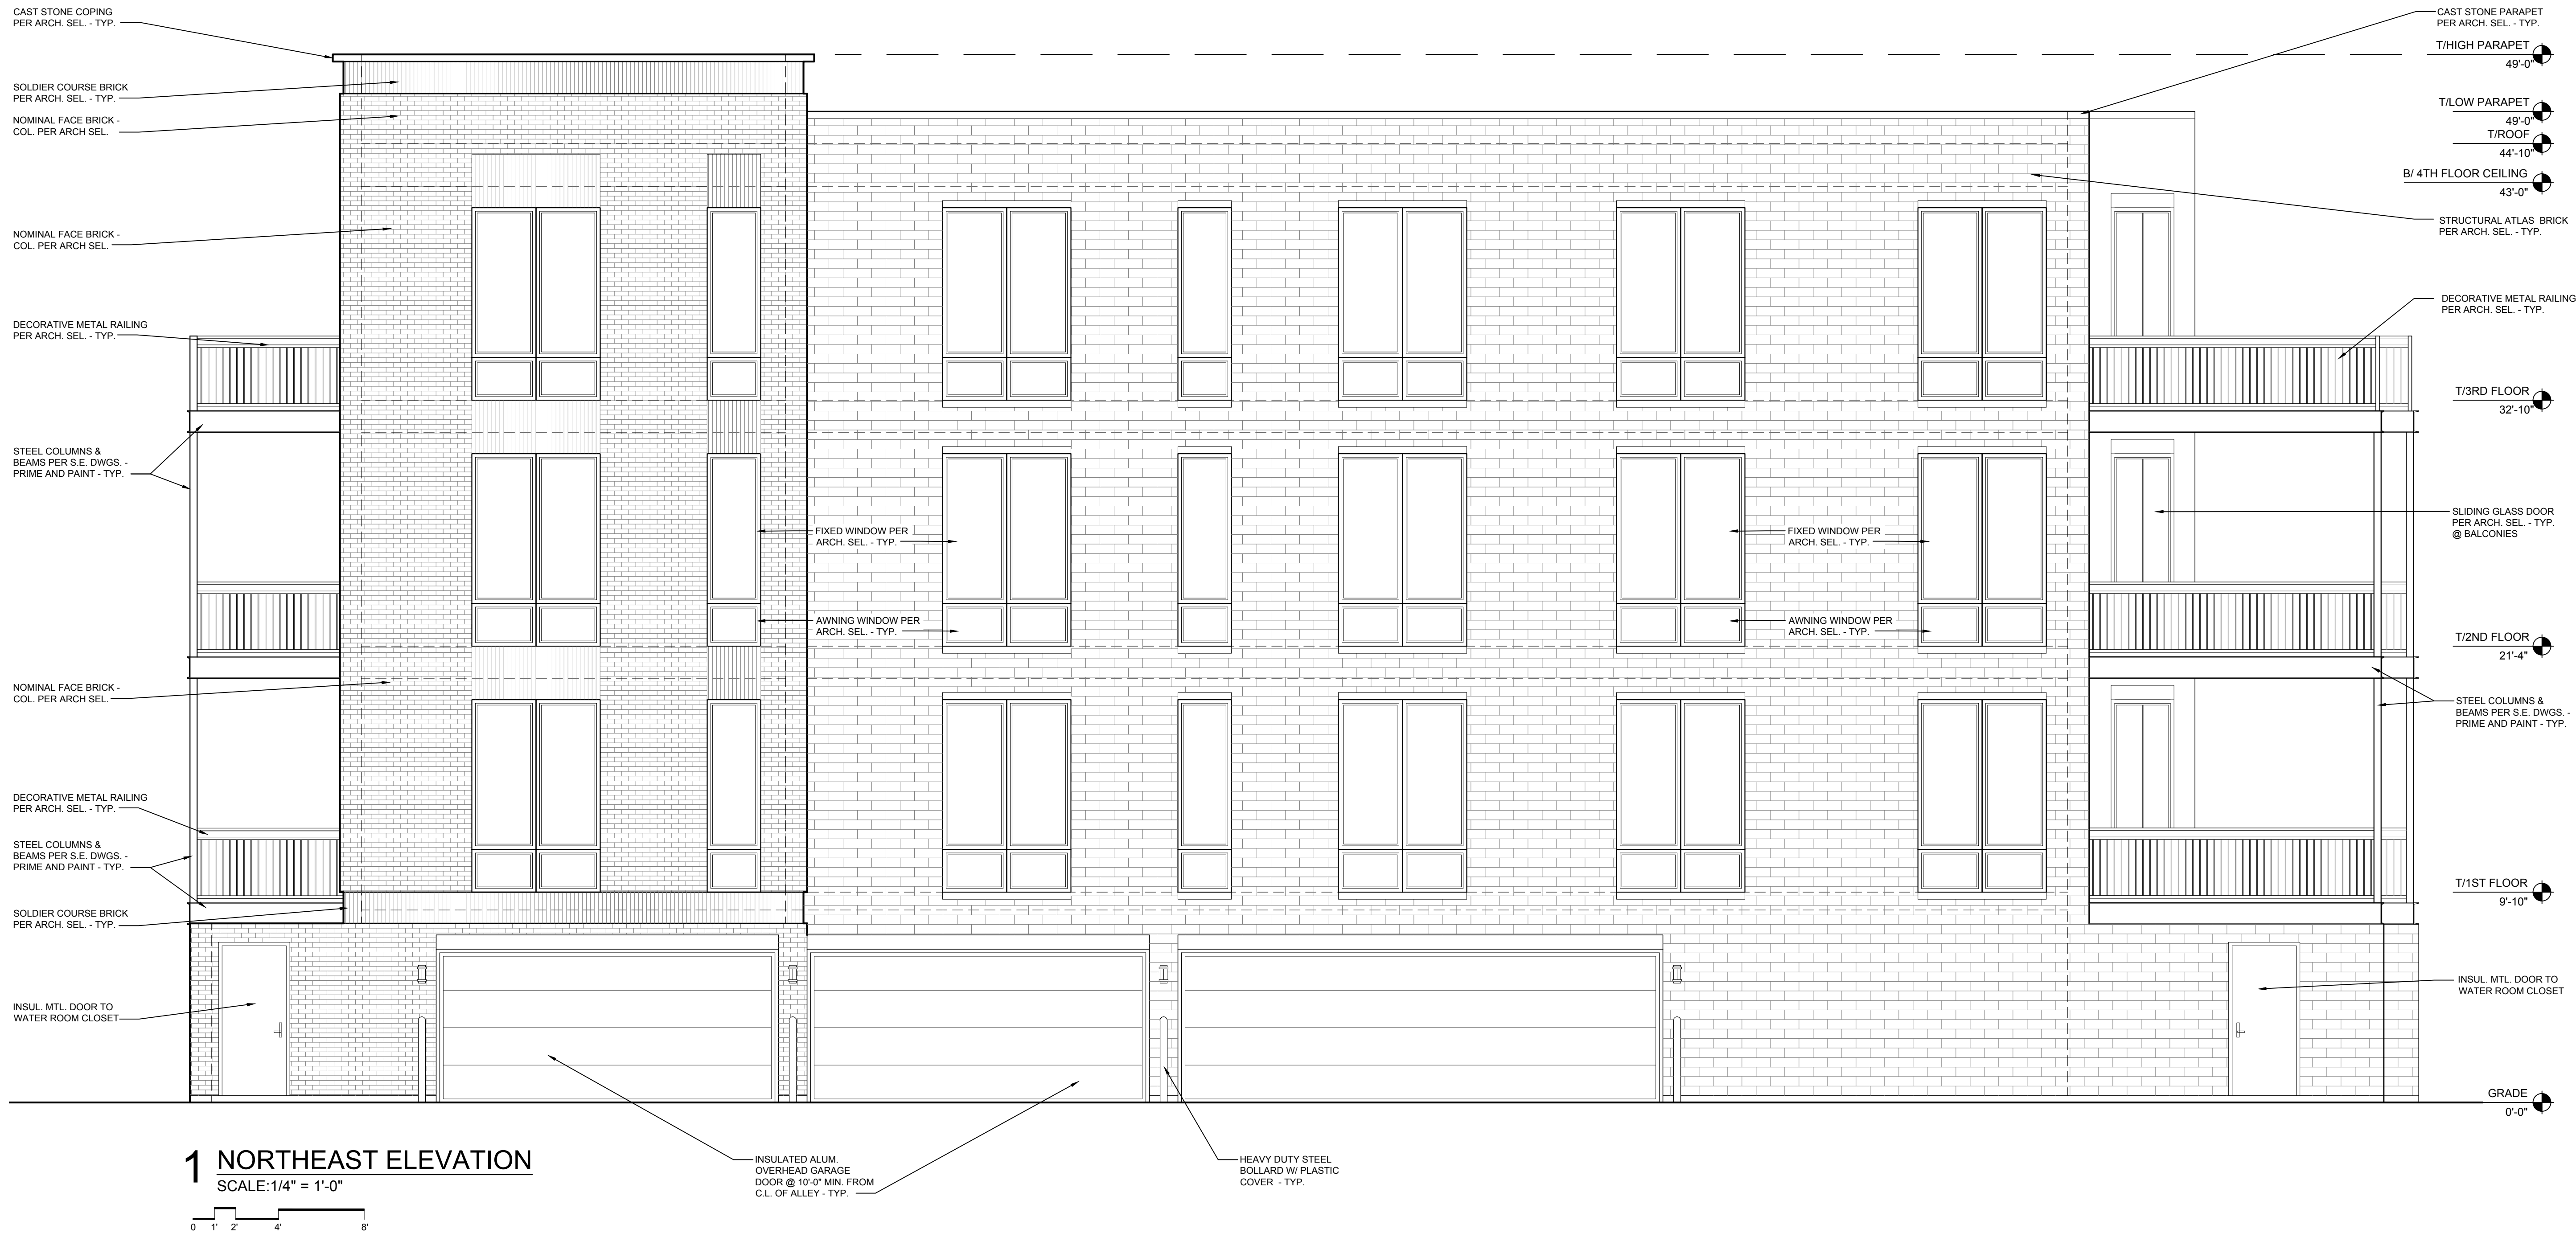 CAST STONE COPING
PER ARCH. SEL. - TYP.
SOLDIER COURSE BRICK
PER ARCH. SEL. - TYP.
NOMINAL FACE BRICK -
COL. PER ARCH SEL.
NOMINAL FACE BRICK -
COL. PER ARCH SEL.
DECORATIVE METAL RAILING
PER ARCH. SEL. - TYP.
STEEL COLUMNS &
BEAMS PER S.E. DWGS. -
PRIME AND PAINT - TYP.
NOMINAL FACE BRICK -
COL. PER ARCH SEL.
DECORATIVE METAL RAILING
PER ARCH. SEL. - TYP.
STEEL COLUMNS &
BEAMS PER S.E. DWGS. -
PRIME AND PAINT - TYP.
SOLDIER COURSE BRICK
PER ARCH. SEL. - TYP.
INSUL. MTL. DOOR TO
WATER ROOM CLOSET
FIXED WINDOW PER
ARCH. SEL. - TYP.
AWNING WINDOW PER
ARCH. SEL. - TYP.
FIXED WINDOW PER
ARCH. SEL. - TYP.
AWNING WINDOW PER
ARCH. SEL. - TYP.
CAST STONE PARAPET
PER ARCH. SEL. - TYP.
T/HIGH PARAPET
49'-0"
T/LOW PARAPET
49'-0"
T/ROOF
44'-10"
B/ 4TH FLOOR CEILING
43'-0"
STRUCTURAL ATLAS BRICK
PER ARCH. SEL. - TYP.
DECORATIVE METAL RAILING
PER ARCH. SEL. - TYP.
T/3RD FLOOR
32'-10"
SLIDING GLASS DOOR
PER ARCH. SEL. - TYP.
@ BALCONIES
T/2ND FLOOR
21'-4"
STEEL COLUMNS &
BEAMS PER S.E. DWGS. -
PRIME AND PAINT - TYP.
T/1ST FLOOR
9'-10"
INSUL. MTL. DOOR TO
WATER ROOM CLOSET
GRADE
0'-0"
INSULATED ALUM.
OVERHEAD GARAGE
DOOR @ 10'-0" MIN. FROM
C.L. OF ALLEY - TYP.
HEAVY DUTY STEEL
BOLLARD W/ PLASTIC
COVER - TYP.
1 NORTHEAST ELEVATION
SCALE:1/4" = 1'-0"
0 1' 2' 4' 8'